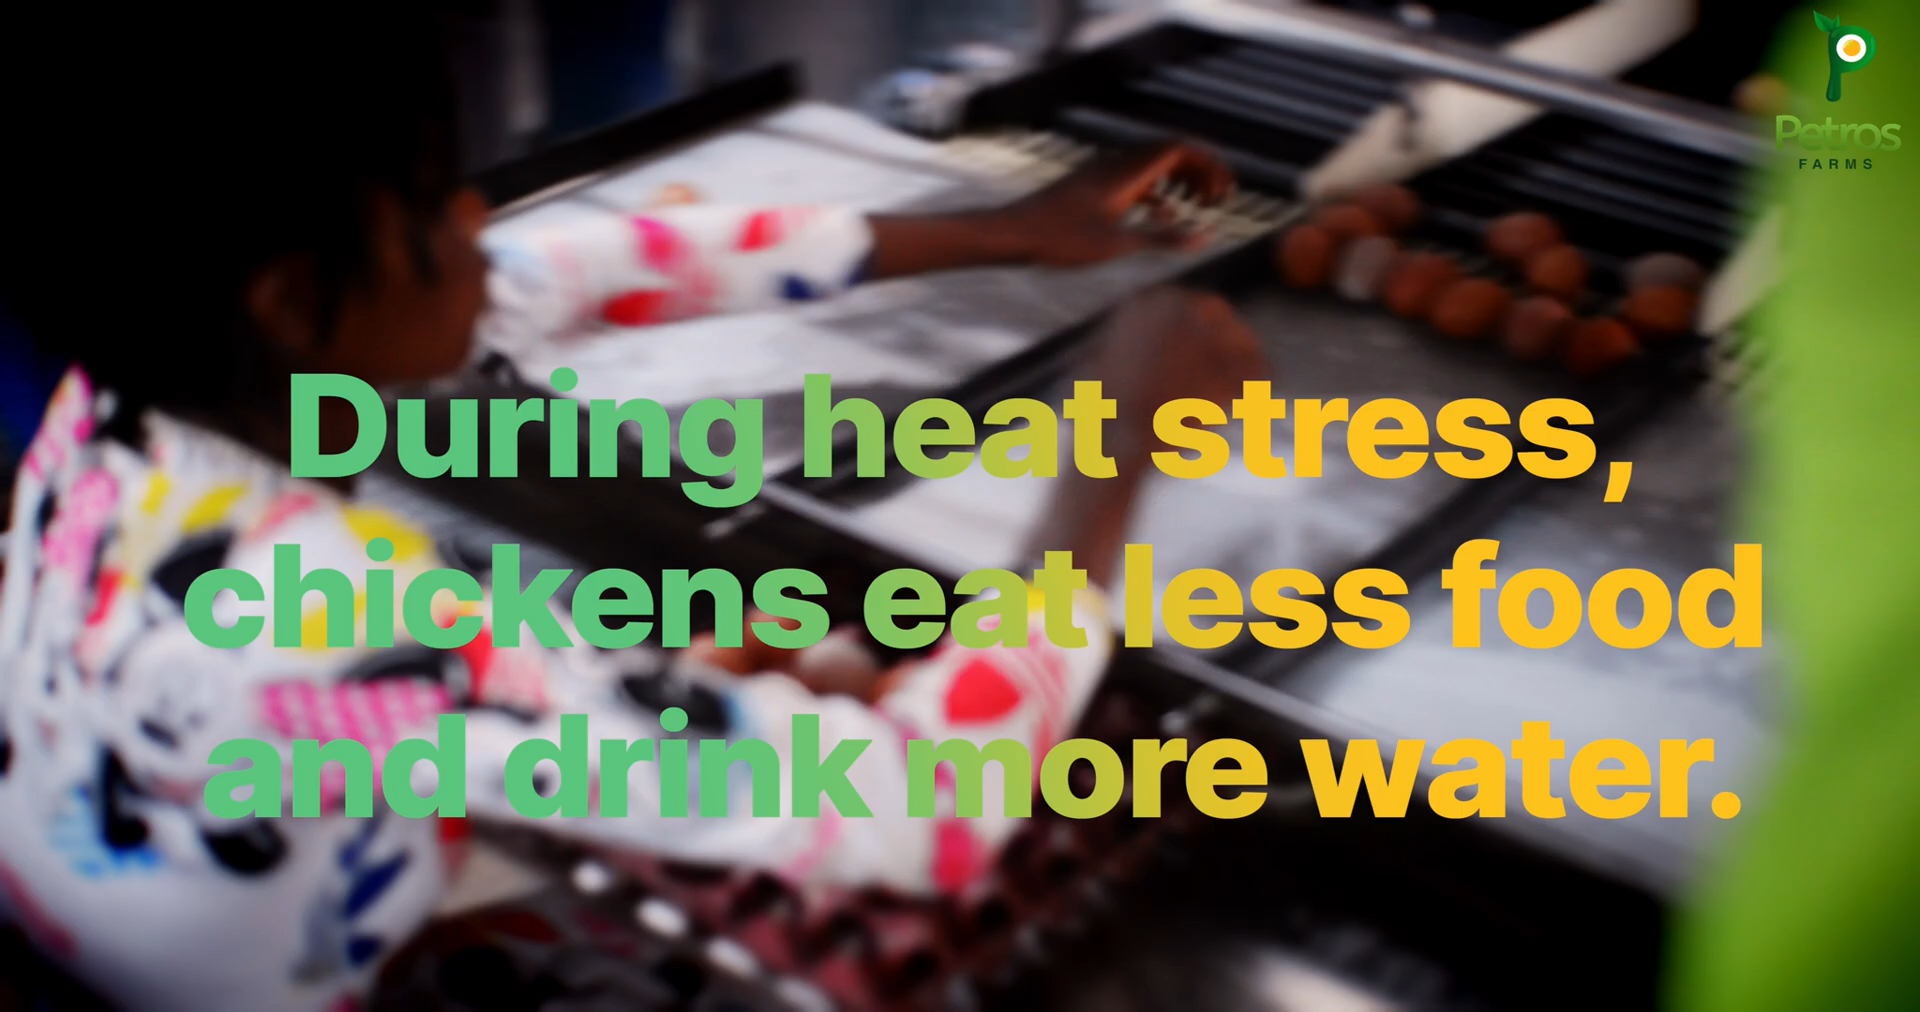 Petros
FARMS
During heat stress,
chickens eat less food
and drink more water.